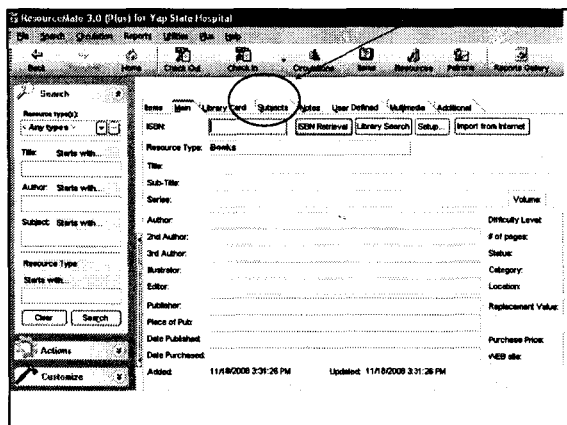 ResourceMate 3.0 (Plus) for Yap State Hospital
File Search Circulation Reports Utilities Plus Help
Back Home Check Out Check In Circulations Items Resources Patrons Reports Gallery
Search
Resource type(s):
< Any types >
Title: Starts with...
Author: Starts with...
Subject: Starts with...
Resource Type:
Starts with...
Clear Search
Actions
Customize
Items Main Library Card Subjects Notes User Defined Multimedia Additional
ISBN: ISBN Retrieval Library Search Setup... Import from Internet
Resource Type: Books
Title:
Sub-Title:
Series: Volume:
Author: Difficulty Level:
2nd Author: # of pages:
3rd Author: Status:
Illustrator: Category:
Editor: Location:
Publisher: Replacement Value:
Place of Pub:
Date Published: Purchase Price:
Date Purchased: WEB site:
Added: 11/18/2008 3:31:26 PM Updated: 11/18/2008 3:31:26 PM